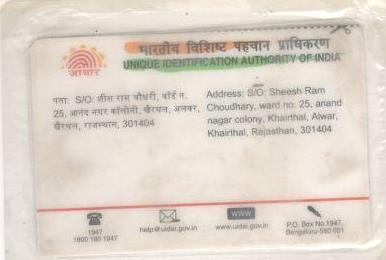 भारतीय विशिष्ट पहचान प्राधिकरण
UNIQUE IDENTIFICATION AUTHORITY OF INDIA
आधार
पता: S/O: शीश राम चौधरी, वॉर्ड न.
25, आनंद नगर कॉलोनी, खैरथल, अलवर,
खैरथल, राजस्थान, 301404
Address: S/O: Sheesh Ram
Choudhary, ward no. 25, anand
nagar colony, Khairthal, Alwar,
Khairthal, Rajasthan, 301404
1947
1800 180 1947
help@uidai.gov.in
www
www.uidai.gov.in
P.O. Box No.1947,
Bengaluru-560 001